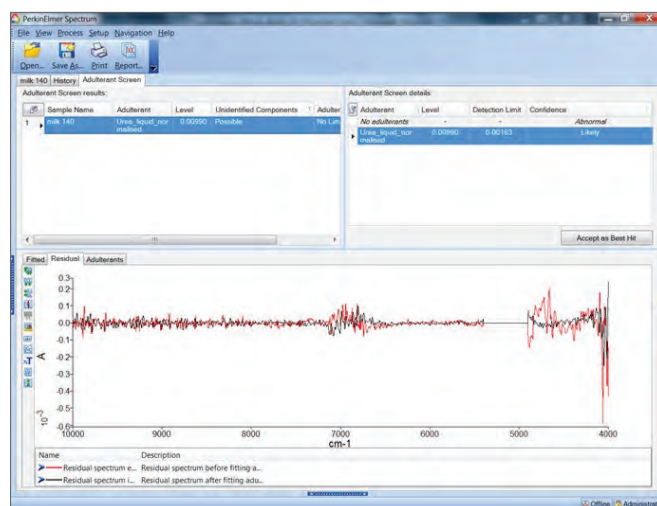 PerkinElmer Spectrum
File View Process Setup Navigation Help
Open... Save As... Print Report...
milk 140 History Adulterant Screen
Adulterant Screen results:
Sample Name Adulterant Level Unidentified Components Adulter
1 milk 140 Urea_liquid_nor malised 0.00990 Possible No Lim
Adulterant Screen details:
Adulterant Level Detection Limit Confidence
No adulterants - - Abnormal
Urea_liquid_nor malised 0.00990 0.00163 Likely
Accept as Best Hit
Fitted Residual Adulterants
0.3
0.2
0.1
0.0
-0.1
-0.2
-0.3
-0.4
-0.5
-0.6
A
10-3
10000 9000 8000 7000 6000 5000 4000
cm-1
Name Description
Residual spectrum e... Residual spectrum before fitting a...
Residual spectrum i... Residual spectrum after fitting adu...
Offline Administrat